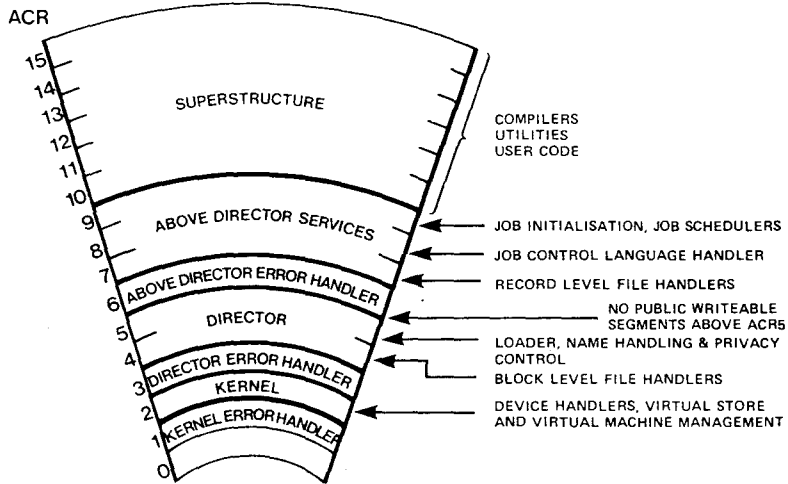 ACR
15
14
13
12
11
10
9
8
7
6
5
4
3
2
1
0
SUPERSTRUCTURE
ABOVE DIRECTOR SERVICES
ABOVE DIRECTOR ERROR HANDLER
DIRECTOR
DIRECTOR ERROR HANDLER
KERNEL
KERNEL ERROR HANDLER
COMPILERS
UTILITIES
USER CODE
JOB INITIALISATION, JOB SCHEDULERS
JOB CONTROL LANGUAGE HANDLER
RECORD LEVEL FILE HANDLERS
NO PUBLIC WRITEABLE
SEGMENTS ABOVE ACR5
LOADER, NAME HANDLING & PRIVACY
CONTROL
BLOCK LEVEL FILE HANDLERS
DEVICE HANDLERS, VIRTUAL STORE
AND VIRTUAL MACHINE MANAGEMENT